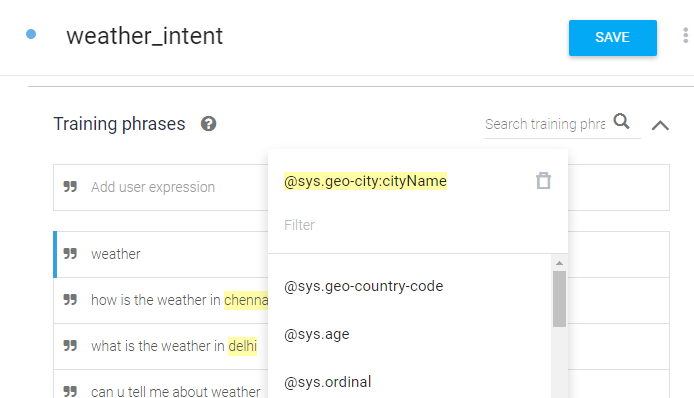 weather_intent
SAVE
Training phrases
Search training phra
Add user expression
@sys.geo-city:cityName
Filter
weather
how is the weather in chenna
what is the weather in delhi
can u tell me about weather
@sys.geo-country-code
@sys.age
@sys.ordinal